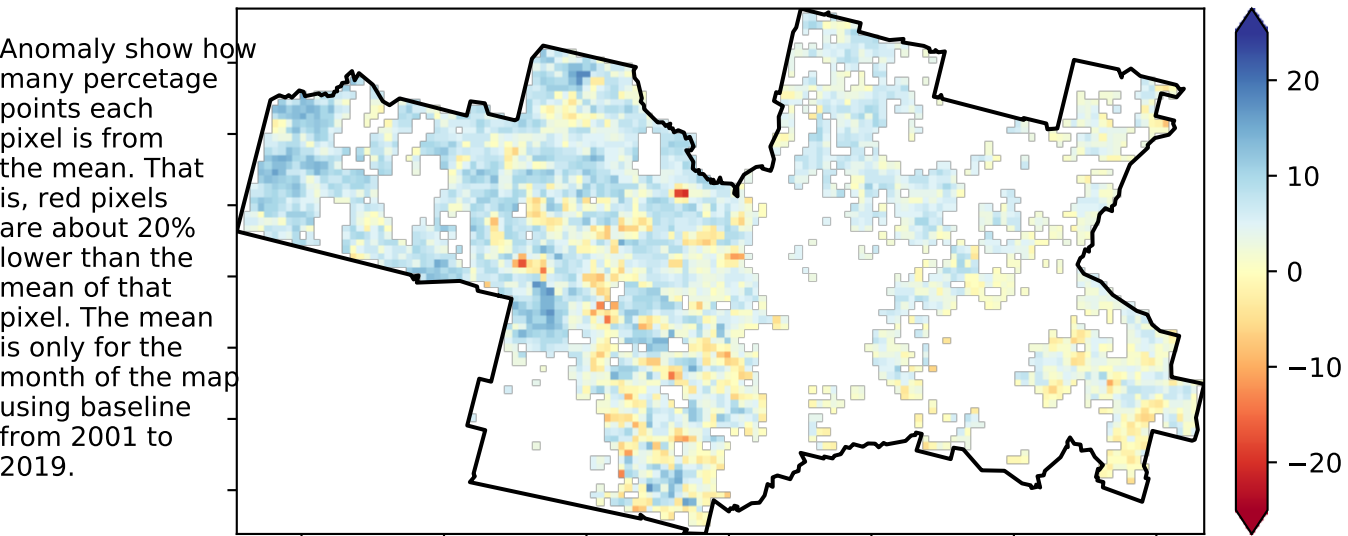 Anomaly show how
many percetage
points each
pixel is from
the mean. That
is, red pixels
are about 20%
lower than the
mean of that
pixel. The mean
is only for the
month of the map
using baseline
from 2001 to
2019.
20
10
0
−10
−20